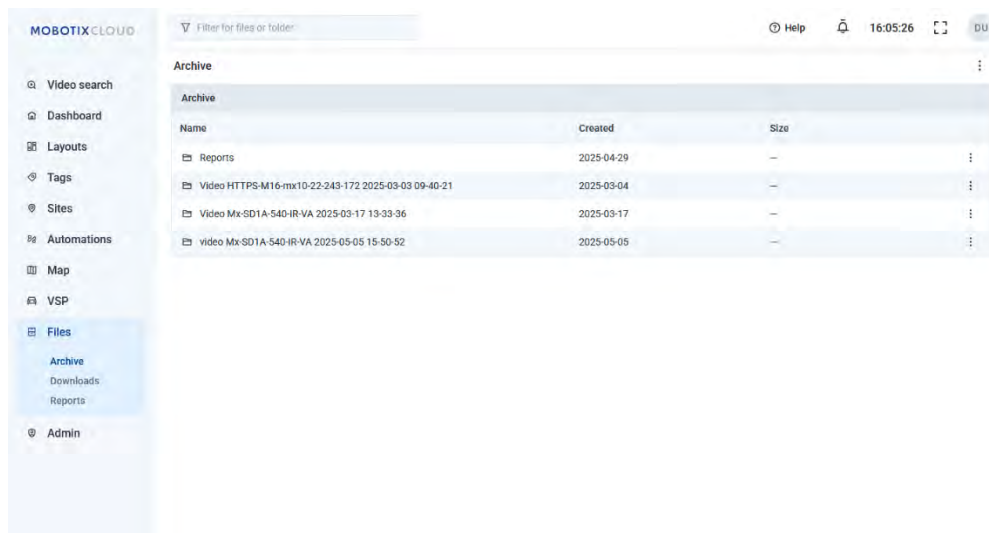 MOBOTIXCLOUD
Filter for files or folder
Help
16:05:26
DU
Video search
Dashboard
Layouts
Tags
Sites
Automations
Map
VSP
Files
Archive
Downloads
Reports
Admin
Archive
Archive
Name Created Size
Reports 2025-04-29 —
Video HTTPS-M16-mx10-22-243-172 2025-03-03 09-40-21 2025-03-04 —
Video Mx-SD1A-540-IR-VA 2025-03-17 13-33-36 2025-03-17 —
video Mx-SD1A-540-IR-VA 2025-05-05 15-50-52 2025-05-05 —